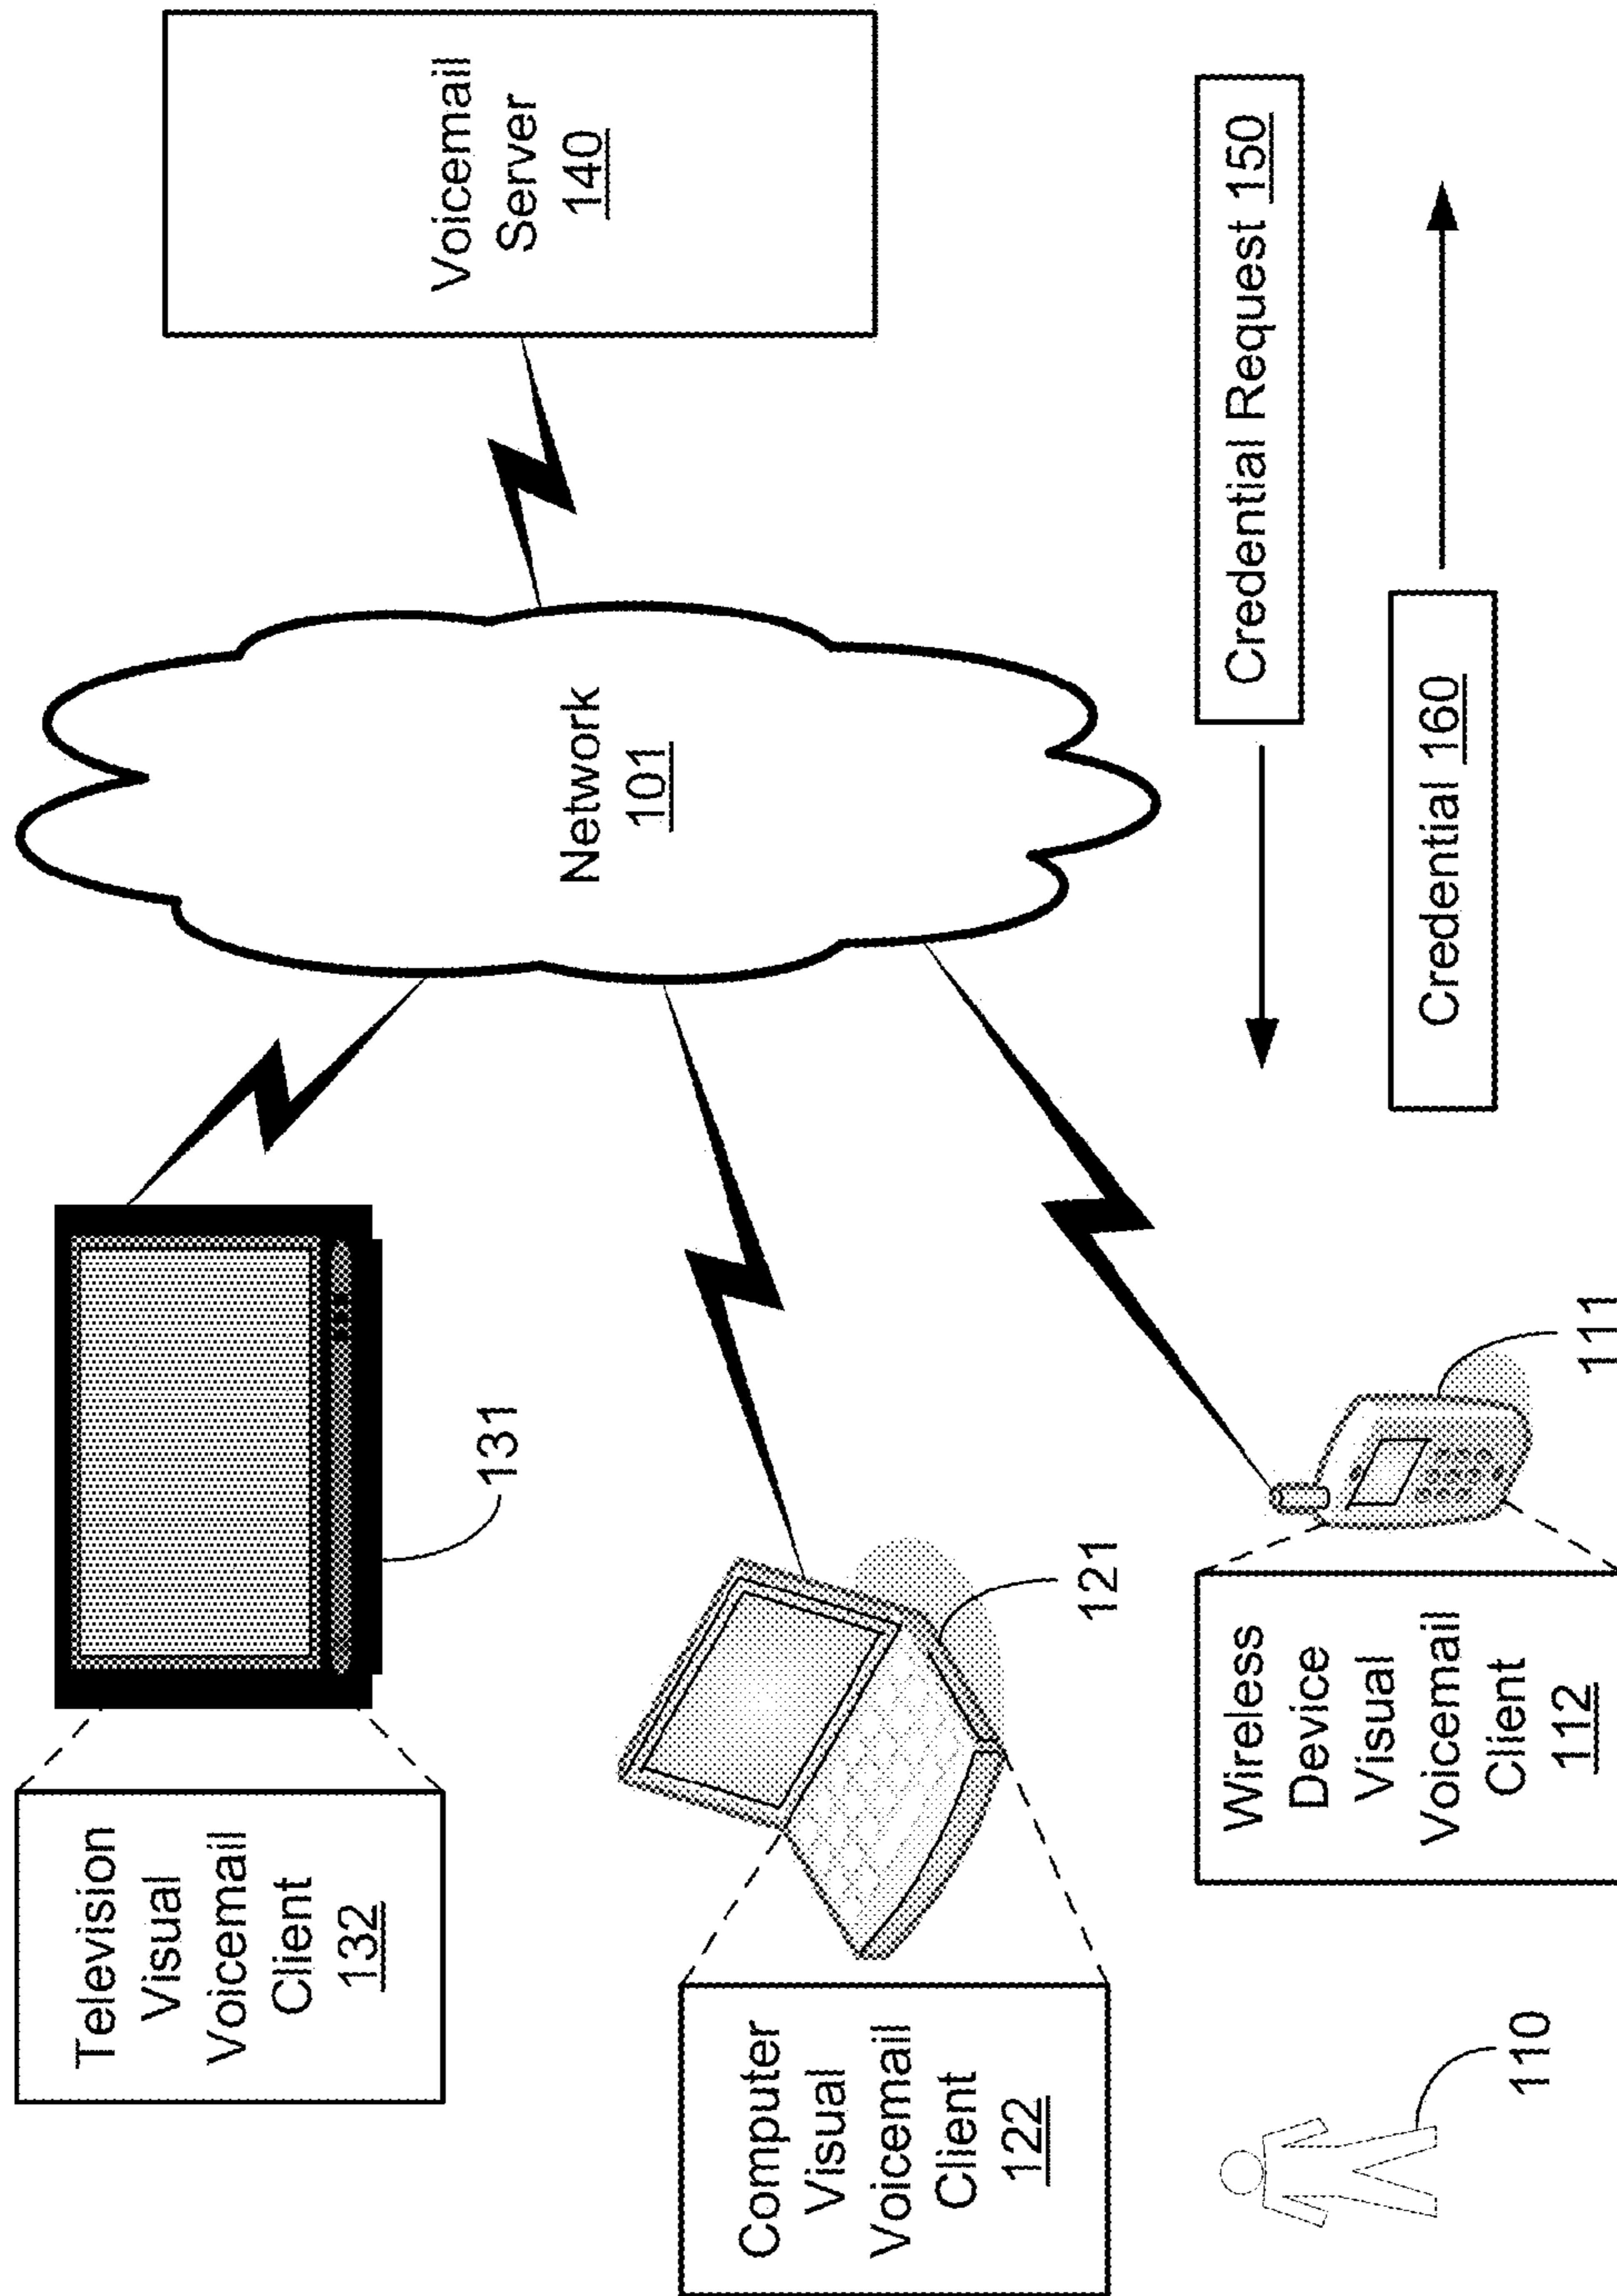 Television
Visual
Voicemail
Client
132
131
Computer
Visual
Voicemail
Client
122
121
Wireless
Device
Visual
Voicemail
Client
112
111
110
Network
101
Voicemail
Server
140
Credential Request 150
Credential 160